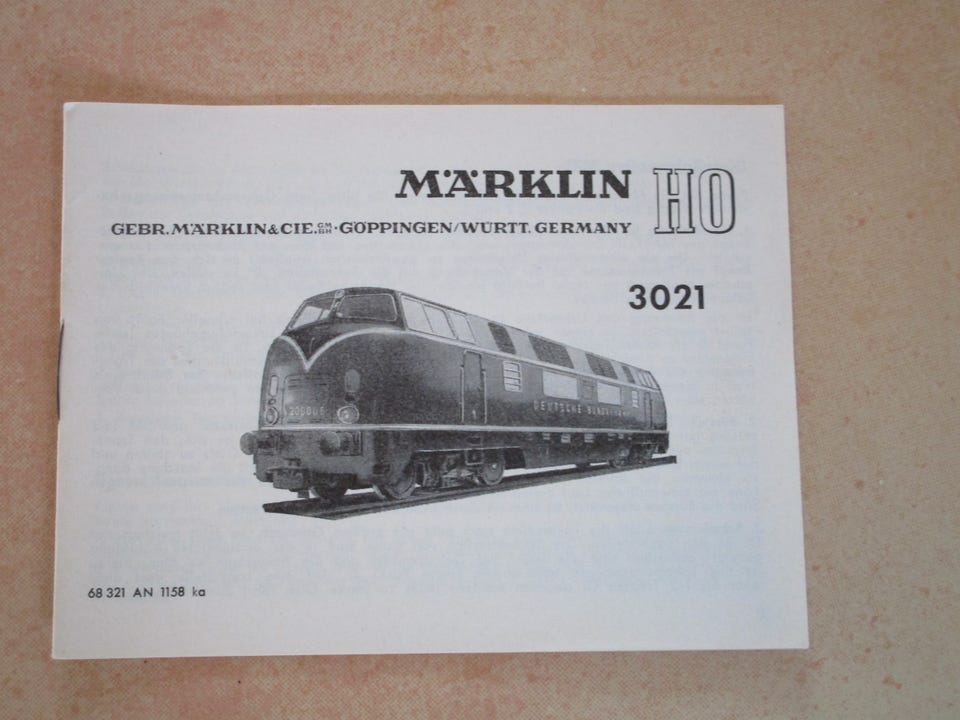 MÄRKLIN HO
GEBR. MÄRKLIN & CIE. GMBH · GÖPPINGEN/WÜRTT. GERMANY
3021
DEUTSCHE BUNDESBAHN
68 321 AN 1158 ka